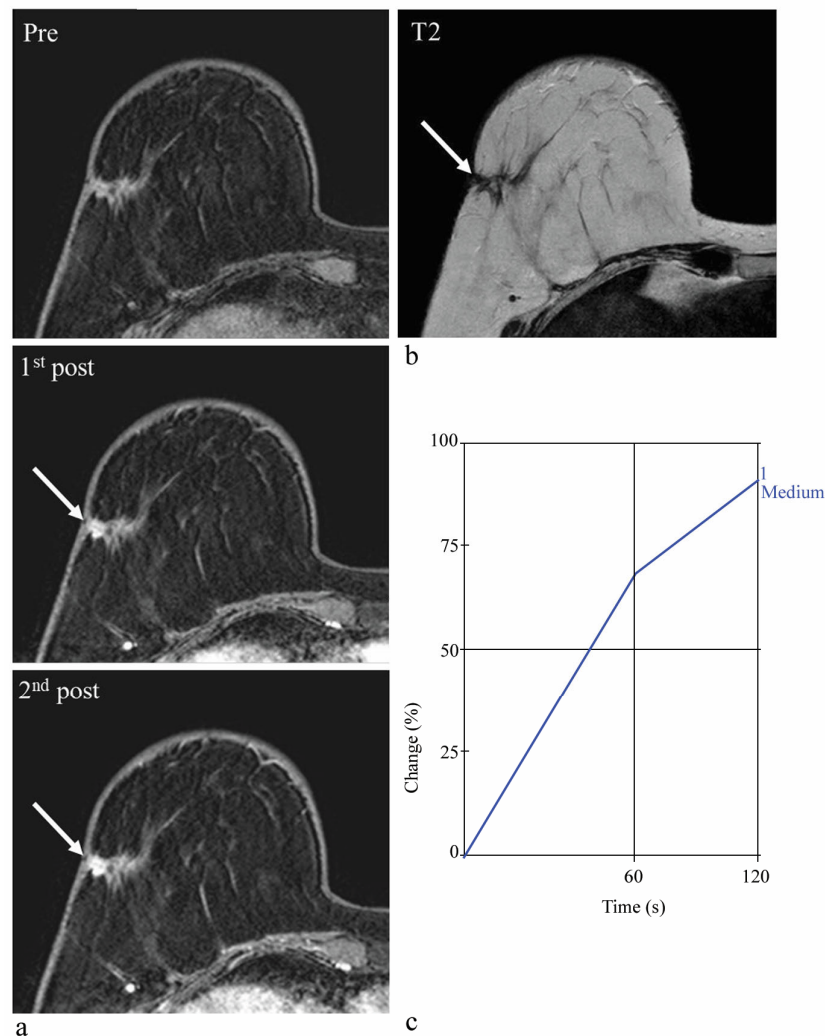 Pre
T2
b
1st post
2nd post
a
100
75
50
25
0
Change (%)
60
120
Time (s)
1
Medium
c